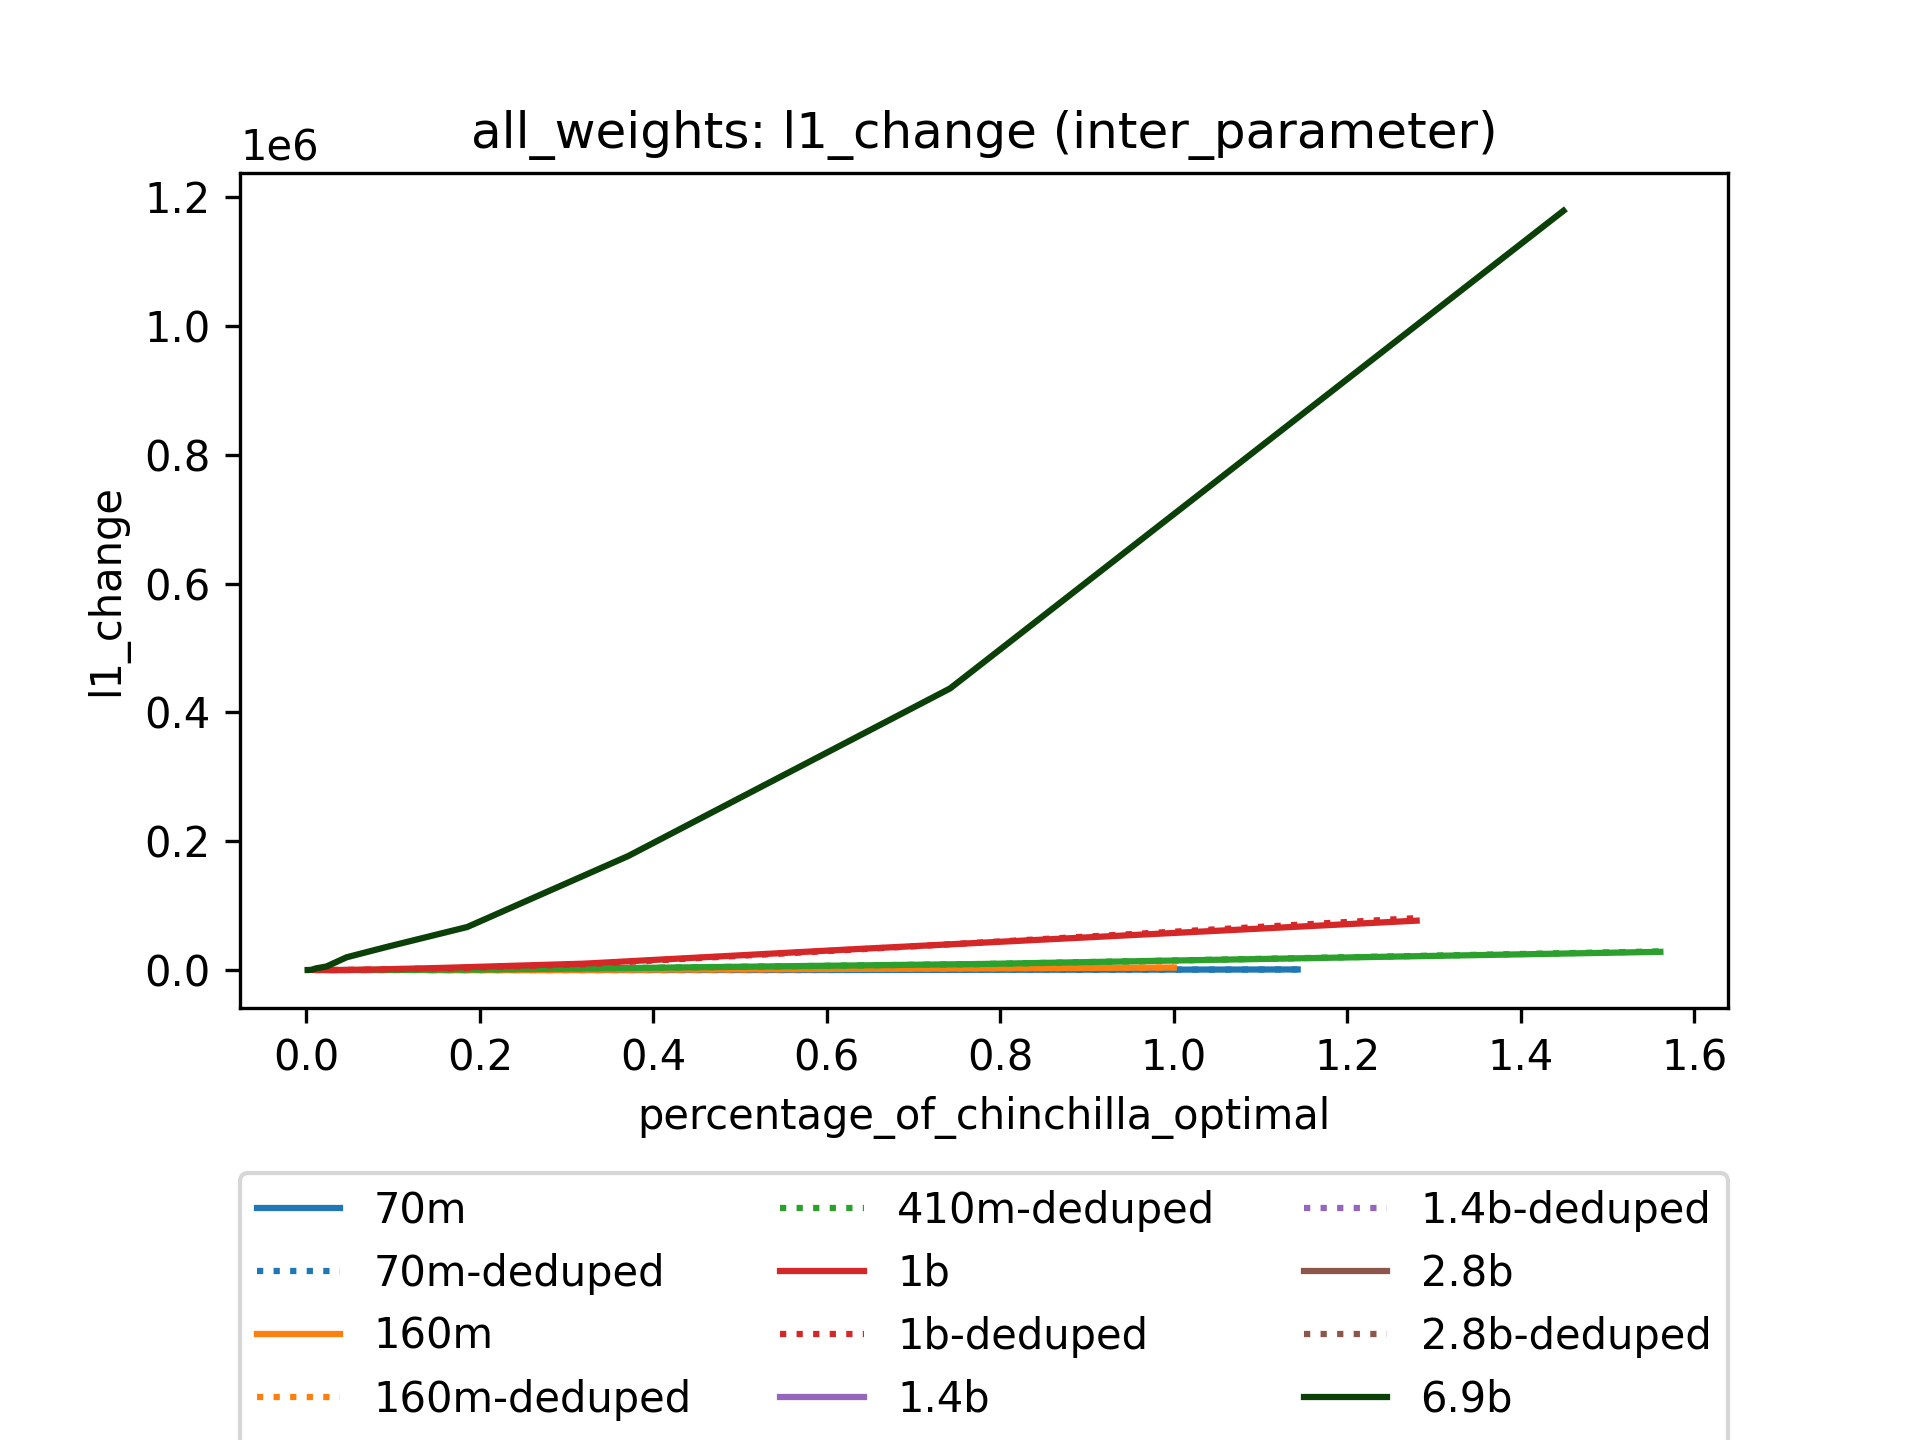 all_weights: l1_change (inter_parameter)
1e6
1.2
1.0
0.8
0.6
0.4
0.2
0.0
l1_change
0.0 0.2 0.4 0.6 0.8 1.0 1.2 1.4 1.6
percentage_of_chinchilla_optimal
70m
70m-deduped
160m
160m-deduped
410m-deduped
1b
1b-deduped
1.4b
1.4b-deduped
2.8b
2.8b-deduped
6.9b